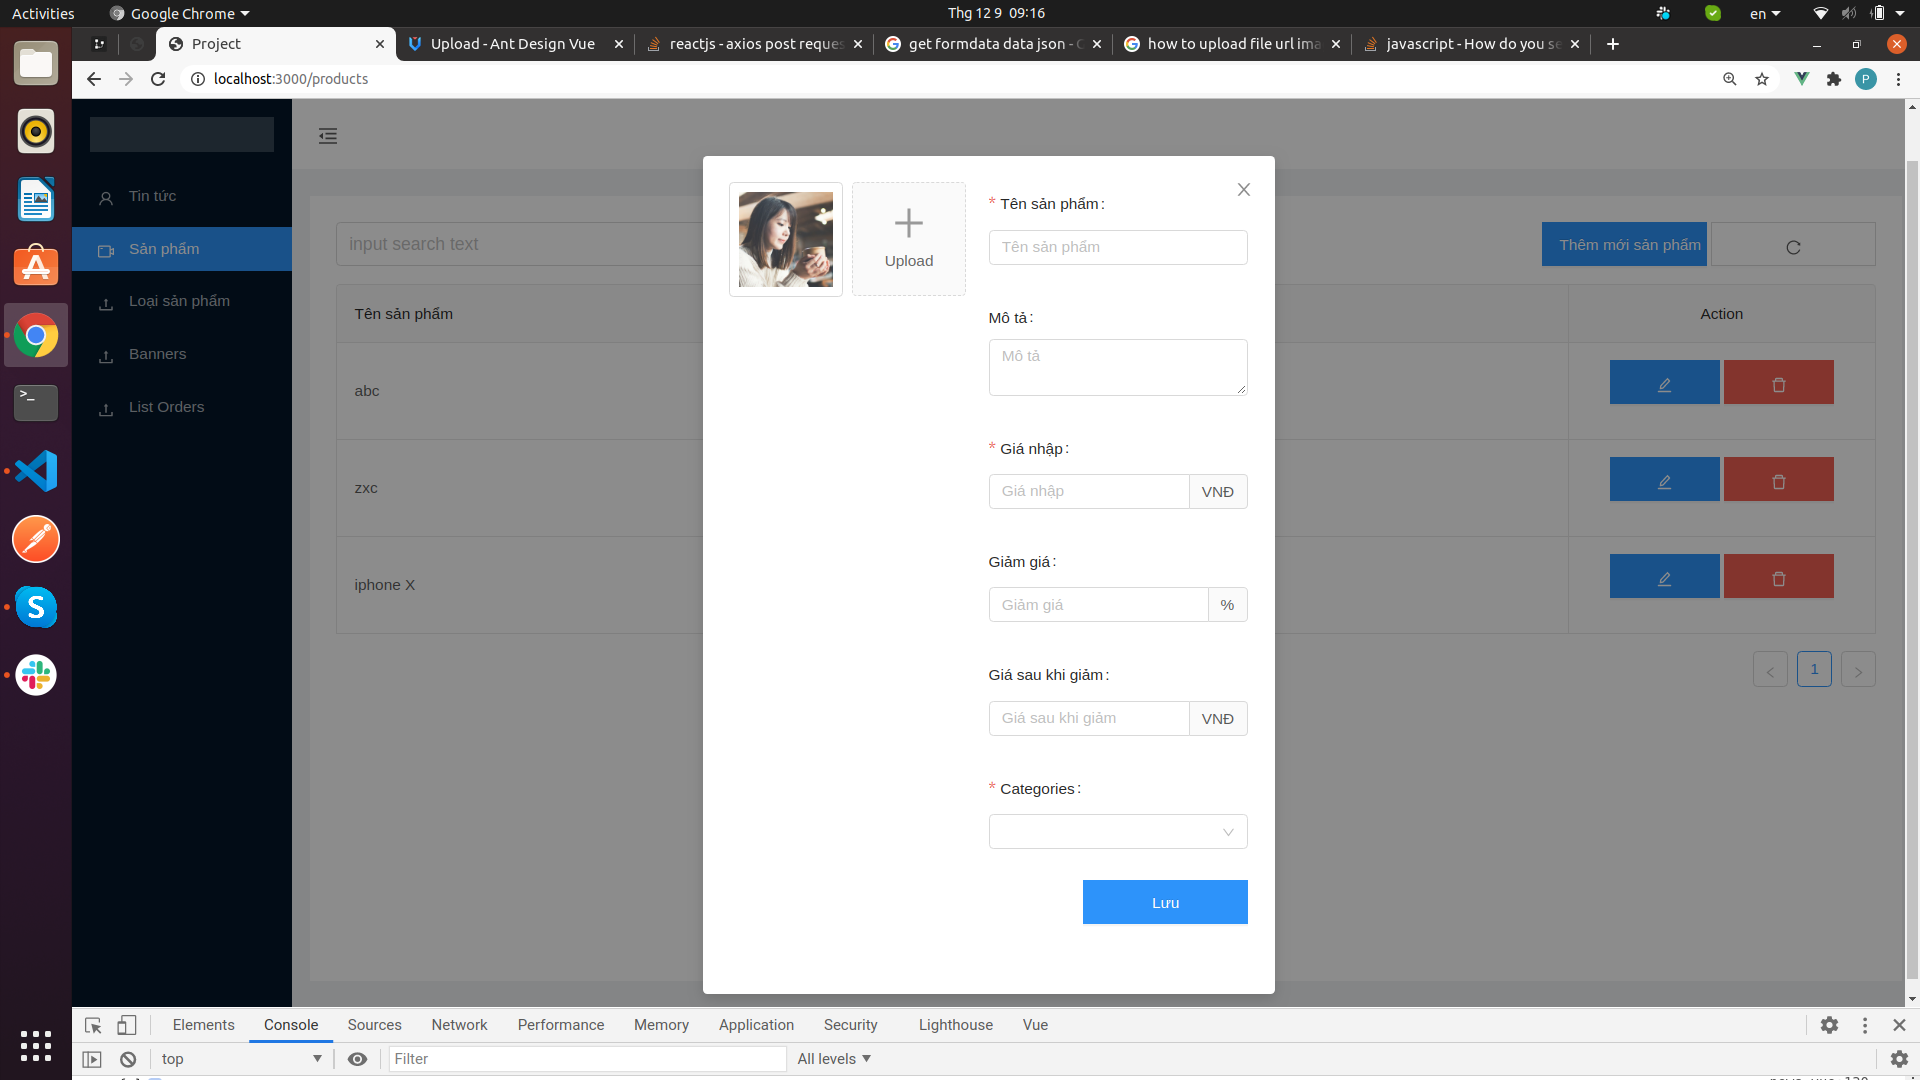 Activities
Google Chrome
Thg 12 9 09:16
en
Project
Upload - Ant Design Vue
reactjs - axios post reques
get formdata data json -
how to upload file url ima
javascript - How do you se
localhost:3000/products
P
Tin tức
Sản phẩm
Loại sản phẩm
Banners
List Orders
input search text
Thêm mới sản phẩm
Tên sản phẩm
Action
abc
zxc
iphone X
1
Upload
* Tên sản phẩm:
Tên sản phẩm
Mô tả:
Mô tả
* Giá nhập:
Giá nhập
VNĐ
Giảm giá:
Giảm giá
%
Giá sau khi giảm:
Giá sau khi giảm
VNĐ
* Categories:
Lưu
Elements
Console
Sources
Network
Performance
Memory
Application
Security
Lighthouse
Vue
top
Filter
All levels